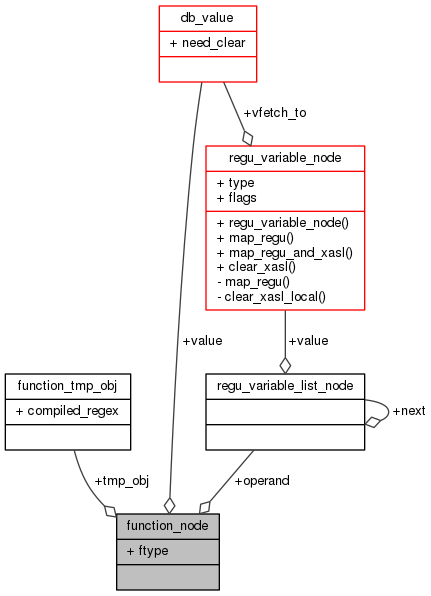 db_value
+ need_clear
+vfetch_to
regu_variable_node
+ type
+ flags
+ regu_variable_node()
+ map_regu()
+ map_regu_and_xasl()
+ clear_xasl()
- map_regu()
- clear_xasl_local()
+value
+value
function_tmp_obj
+ compiled_regex
regu_variable_list_node
+next
+tmp_obj
+operand
function_node
+ ftype